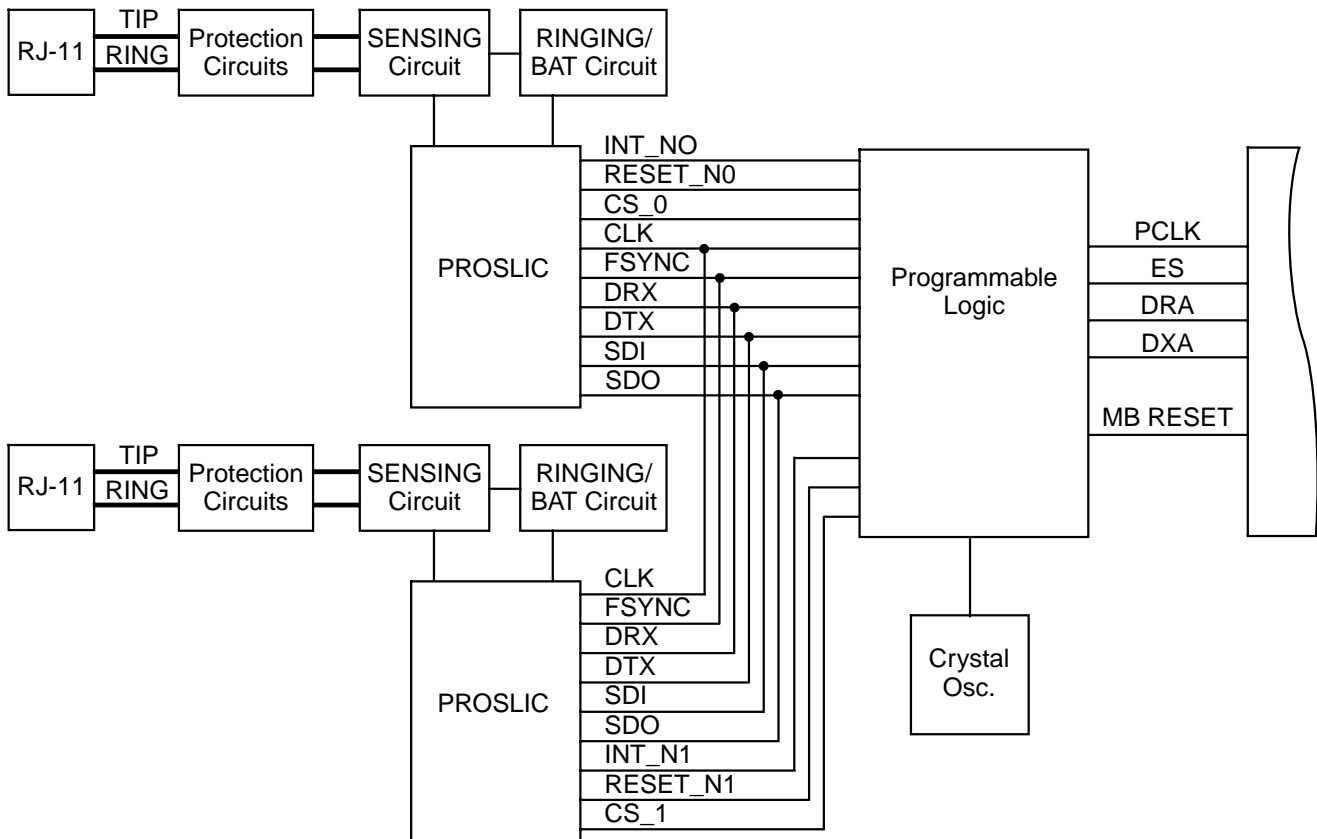 RJ-11
TIP
RING
Protection
Circuits
SENSING
Circuit
RINGING/
BAT Circuit
PROSLIC
INT_NO
RESET_N0
CS_0
CLK
FSYNC
DRX
DTX
SDI
SDO
Programmable
Logic
PCLK
ES
DRA
DXA
MB RESET
RJ-11
TIP
RING
Protection
Circuits
SENSING
Circuit
RINGING/
BAT Circuit
PROSLIC
CLK
FSYNC
DRX
DTX
SDI
SDO
INT_N1
RESET_N1
CS_1
Crystal
Osc.